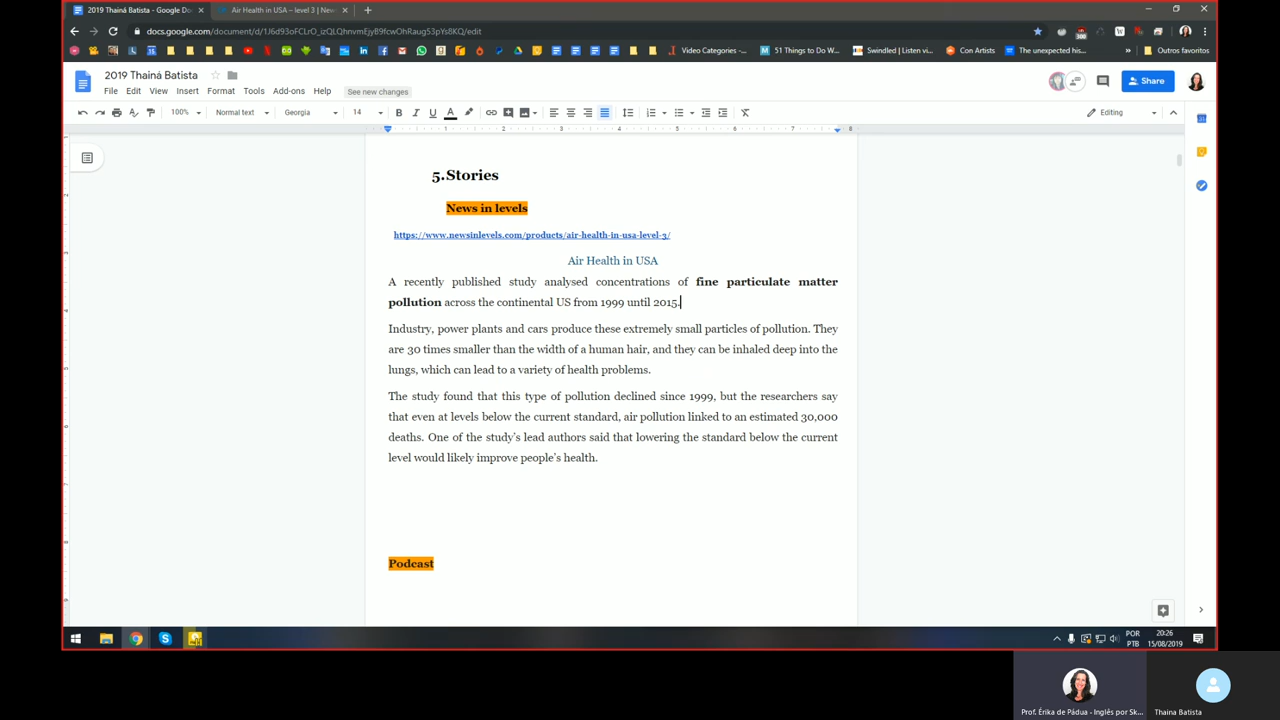 2019 Thainá Batista - Google Do
Air Health in USA – level 3 | New
docs.google.com/document/d/1J6d93oFCLrO_izQLQhnvmEjyB9fcwOhRaug53pYs8KQ/edit
Video Categories -...
51 Things to Do W...
Swindled | Listen vi...
Con Artists
The unexpected his...
Outros favoritos
2019 Thainá Batista
Share
File Edit View Insert Format Tools Add-ons Help See new changes
100% Normal text Georgia 14 Editing
1 1 2 3 4 5 6 7 8
5. Stories
News in levels
https://www.newsinlevels.com/products/air-health-in-usa-level-3/
Air Health in USA
A recently published study analysed concentrations of fine particulate matter
pollution across the continental US from 1999 until 2015.
Industry, power plants and cars produce these extremely small particles of pollution. They
are 30 times smaller than the width of a human hair, and they can be inhaled deep into the
lungs, which can lead to a variety of health problems.
The study found that this type of pollution declined since 1999, but the researchers say
that even at levels below the current standard, air pollution linked to an estimated 30,000
deaths. One of the study's lead authors said that lowering the standard below the current
level would likely improve people's health.
Podcast
POR
PTB
20:26
15/08/2019
Prof. Érika de Pádua - Inglês por Sk...
Thaina Batista